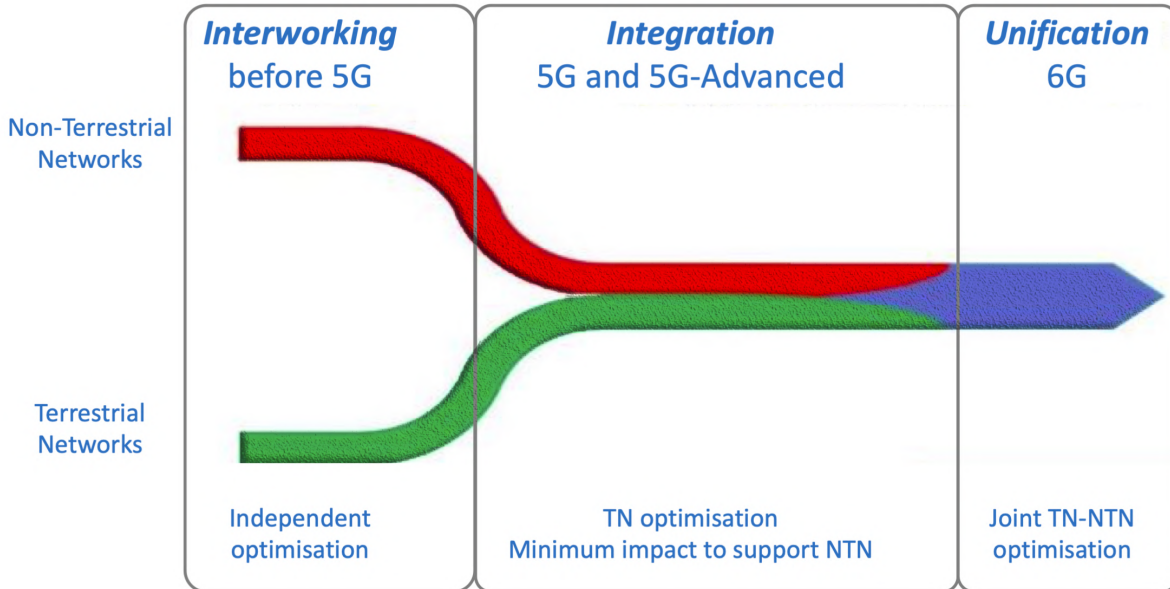 Interworking
before 5G
Integration
5G and 5G-Advanced
Unification
6G
Non-Terrestrial
Networks
Terrestrial
Networks
Independent
optimisation
TN optimisation
Minimum impact to support NTN
Joint TN-NTN
optimisation